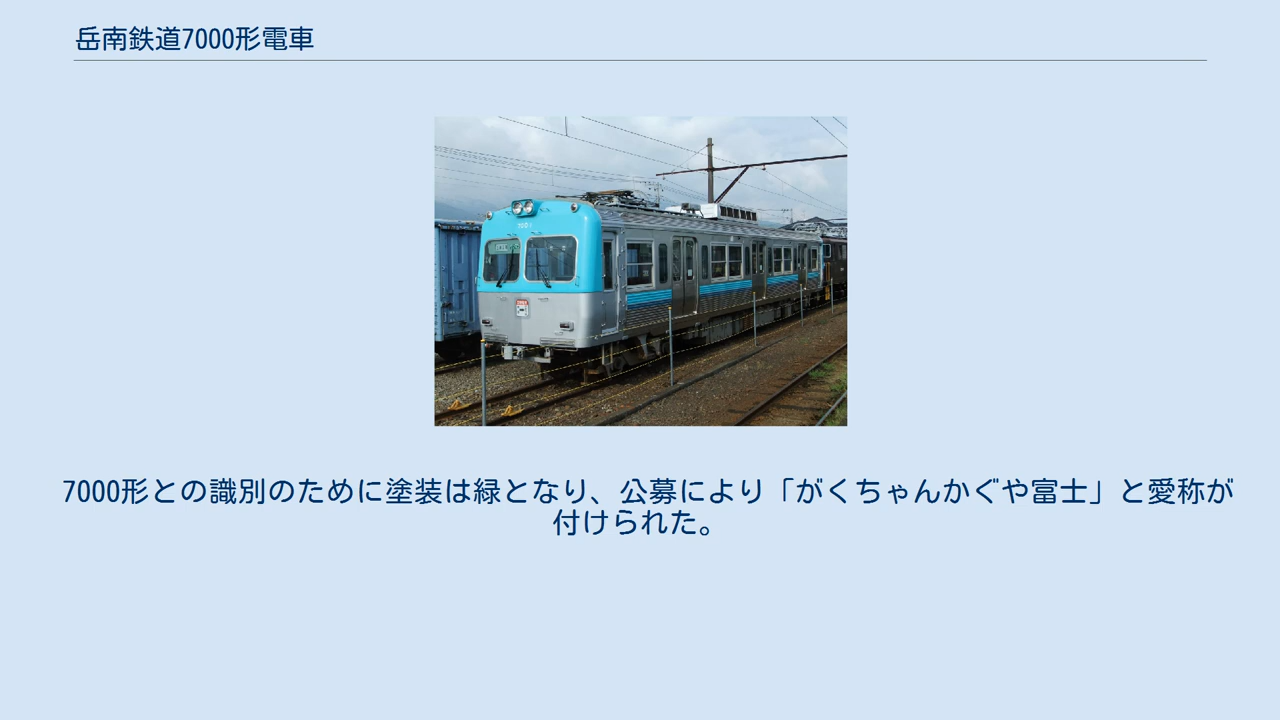 岳南鉄道7000形電車
7001
7000形との識別のために塗装は緑となり、公募により「がくちゃんかぐや富士」と愛称が
付けられた。